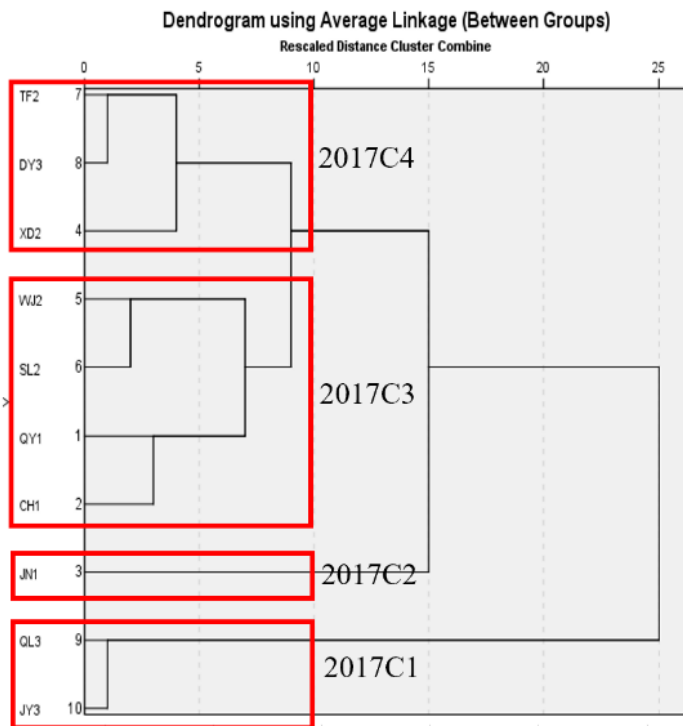 Dendrogram using Average Linkage (Between Groups)
Rescaled Distance Cluster Combine
0 5 10 15 20 25
TF2 7
DY3 8
2017C4
XD2 4
WJ2 5
SL2 6
2017C3
Y
QY1 1
CH1 2
JN1 3
2017C2
QL3 9
2017C1
JY3 10